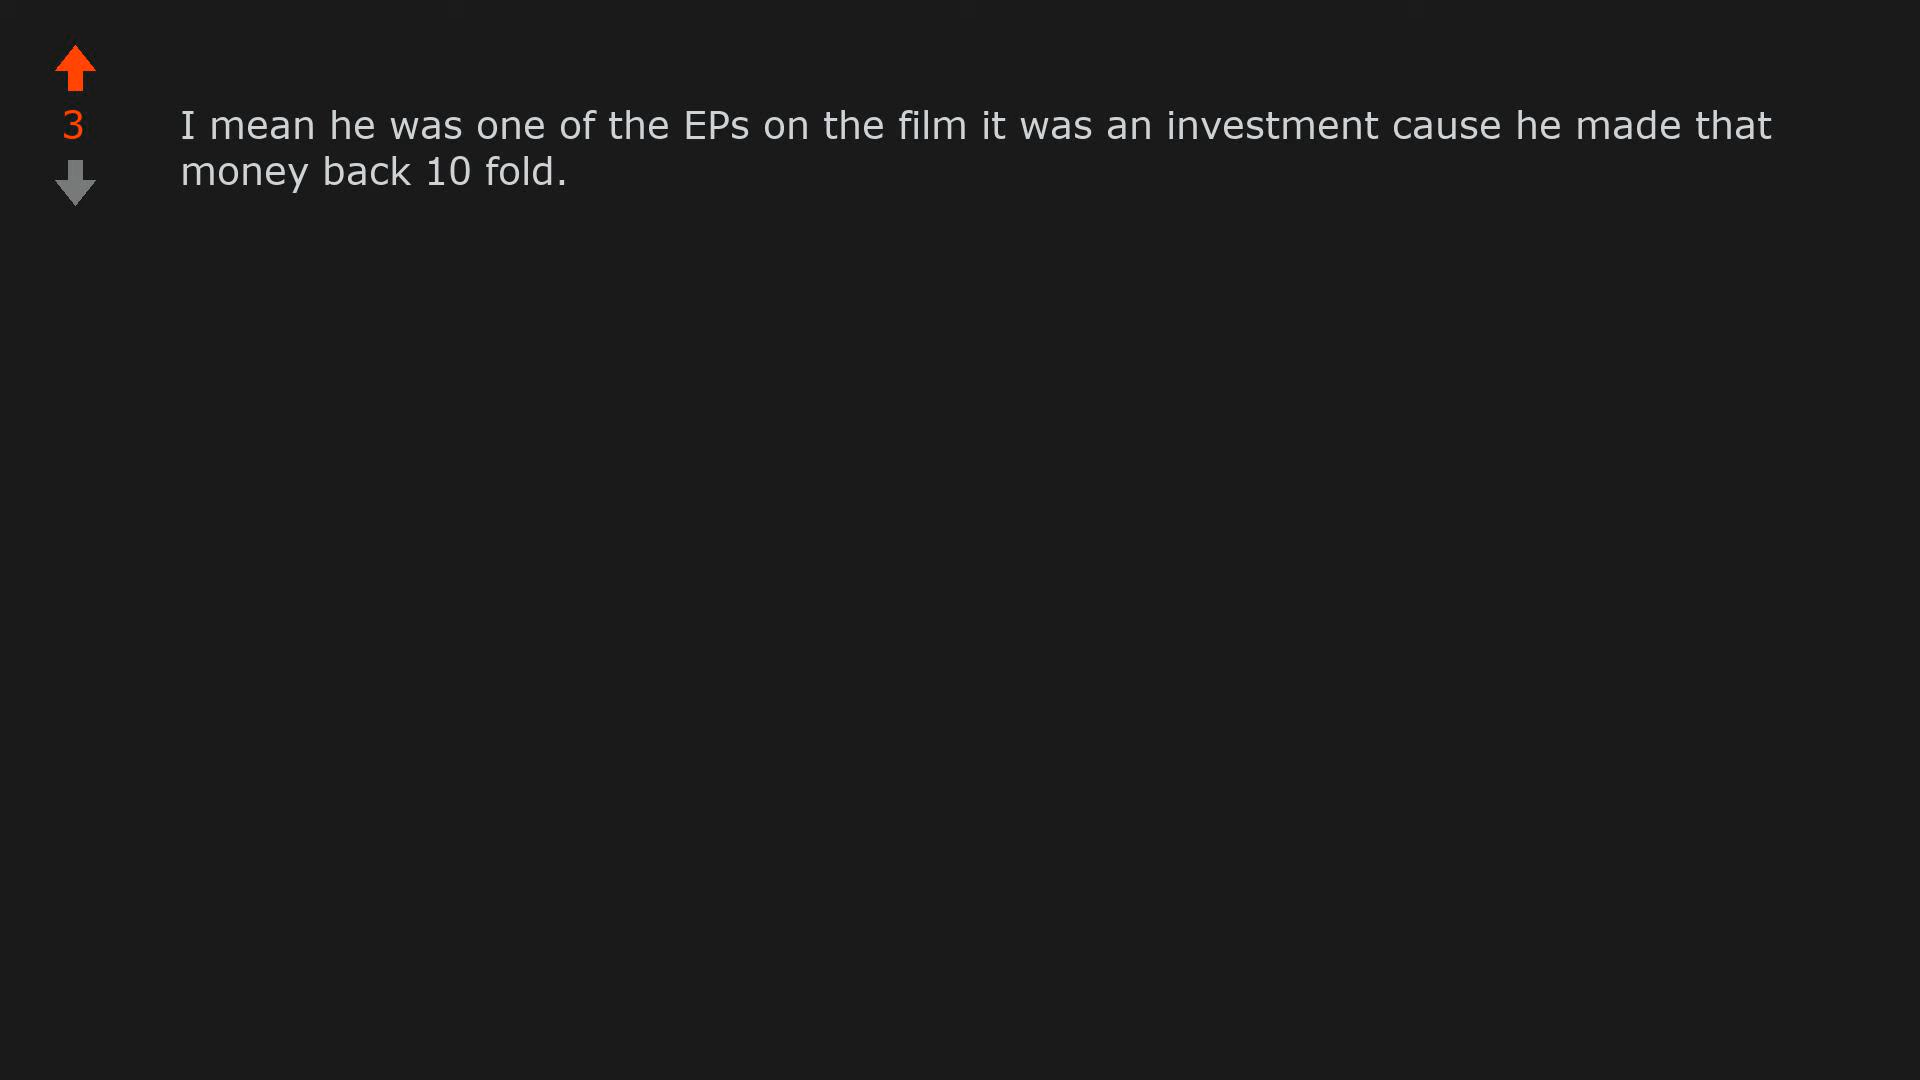 3
I mean he was one of the EPs on the film it was an investment cause he made that
money back 10 fold.